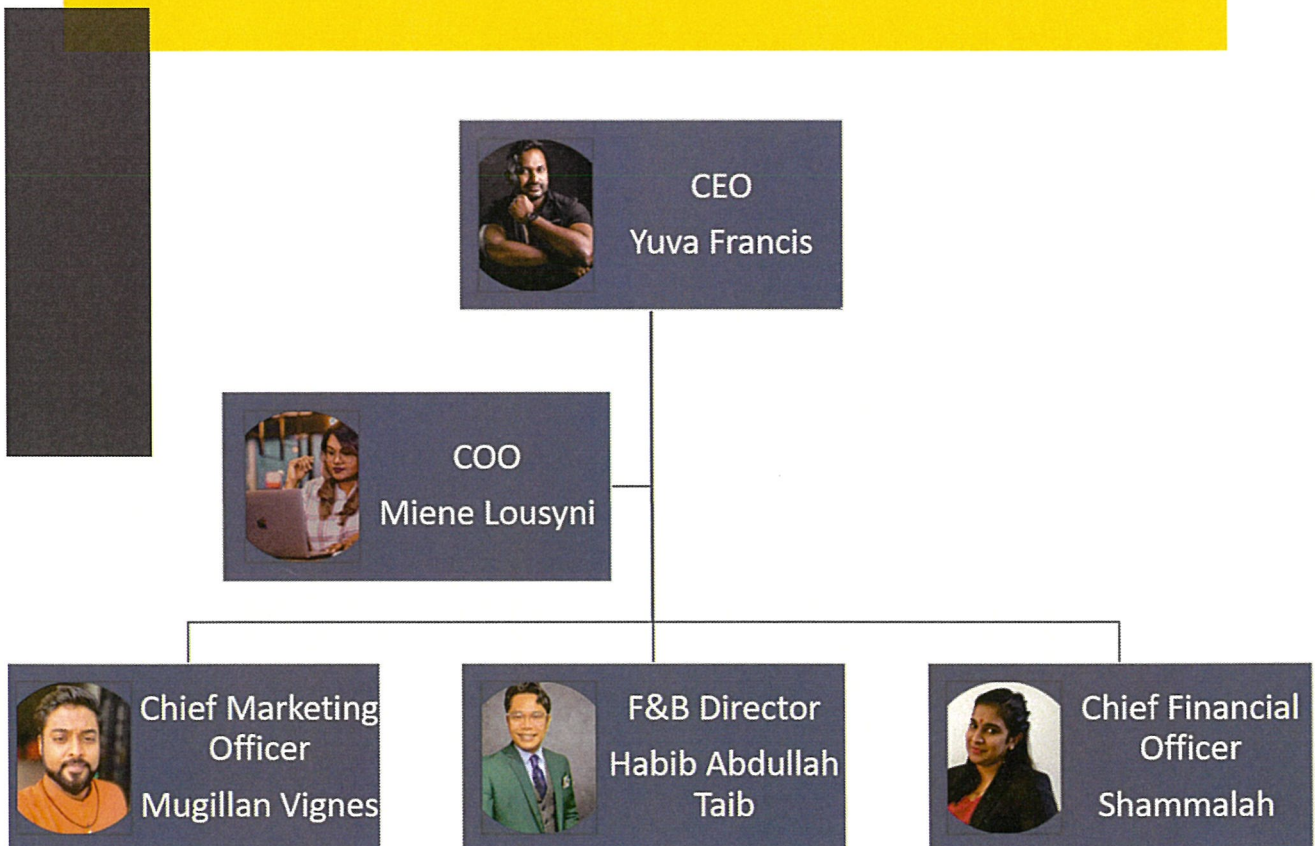 CEO
Yuva Francis
COO
Miene Lousyni
Chief Marketing
Officer
Mugillan Vignes
F&B Director
Habib Abdullah
Taib
Chief Financial
Officer
Shammalah